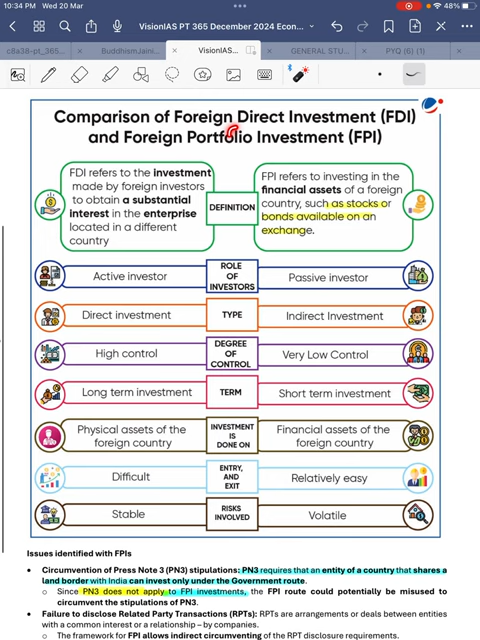 10:34 PM Wed 20 Mar
48%
VisionIAS PT 365 December 2024 Econ...
c8a38-pt_365...
BuddhismJaini...
VisionIAS...
GENERAL STU...
PYQ (6) (1)
Comparison of Foreign Direct Investment (FDI)
and Foreign Portfolio Investment (FPI)
FDI refers to the investment
made by foreign investors
to obtain a substantial
interest in the enterprise
located in a different
country
DEFINITION
FPI refers to investing in the
financial assets of a foreign
country, such as stocks or
bonds available on an
exchange.
Active investor
ROLE
OF
INVESTORS
Passive investor
Direct investment
TYPE
Indirect Investment
High control
DEGREE
OF
CONTROL
Very Low Control
Long term investment
TERM
Short term investment
Physical assets of the
foreign country
INVESTMENT
IS
DONE ON
Financial assets of the
foreign country
Difficult
ENTRY,
AND
EXIT
Relatively easy
Stable
RISKS
INVOLVED
Volatile
Issues identified with FPIs
• Circumvention of Press Note 3 (PN3) stipulations: PN3 requires that an entity of a country that shares a
land border with India can invest only under the Government route.
o Since PN3 does not apply to FPI investments, the FPI route could potentially be misused to
circumvent the stipulations of PN3.
• Failure to disclose Related Party Transactions (RPTs): RPTs are arrangements or deals between entities
with a common interest or a relationship – by companies.
o The framework for FPI allows indirect circumventing of the RPT disclosure requirements.